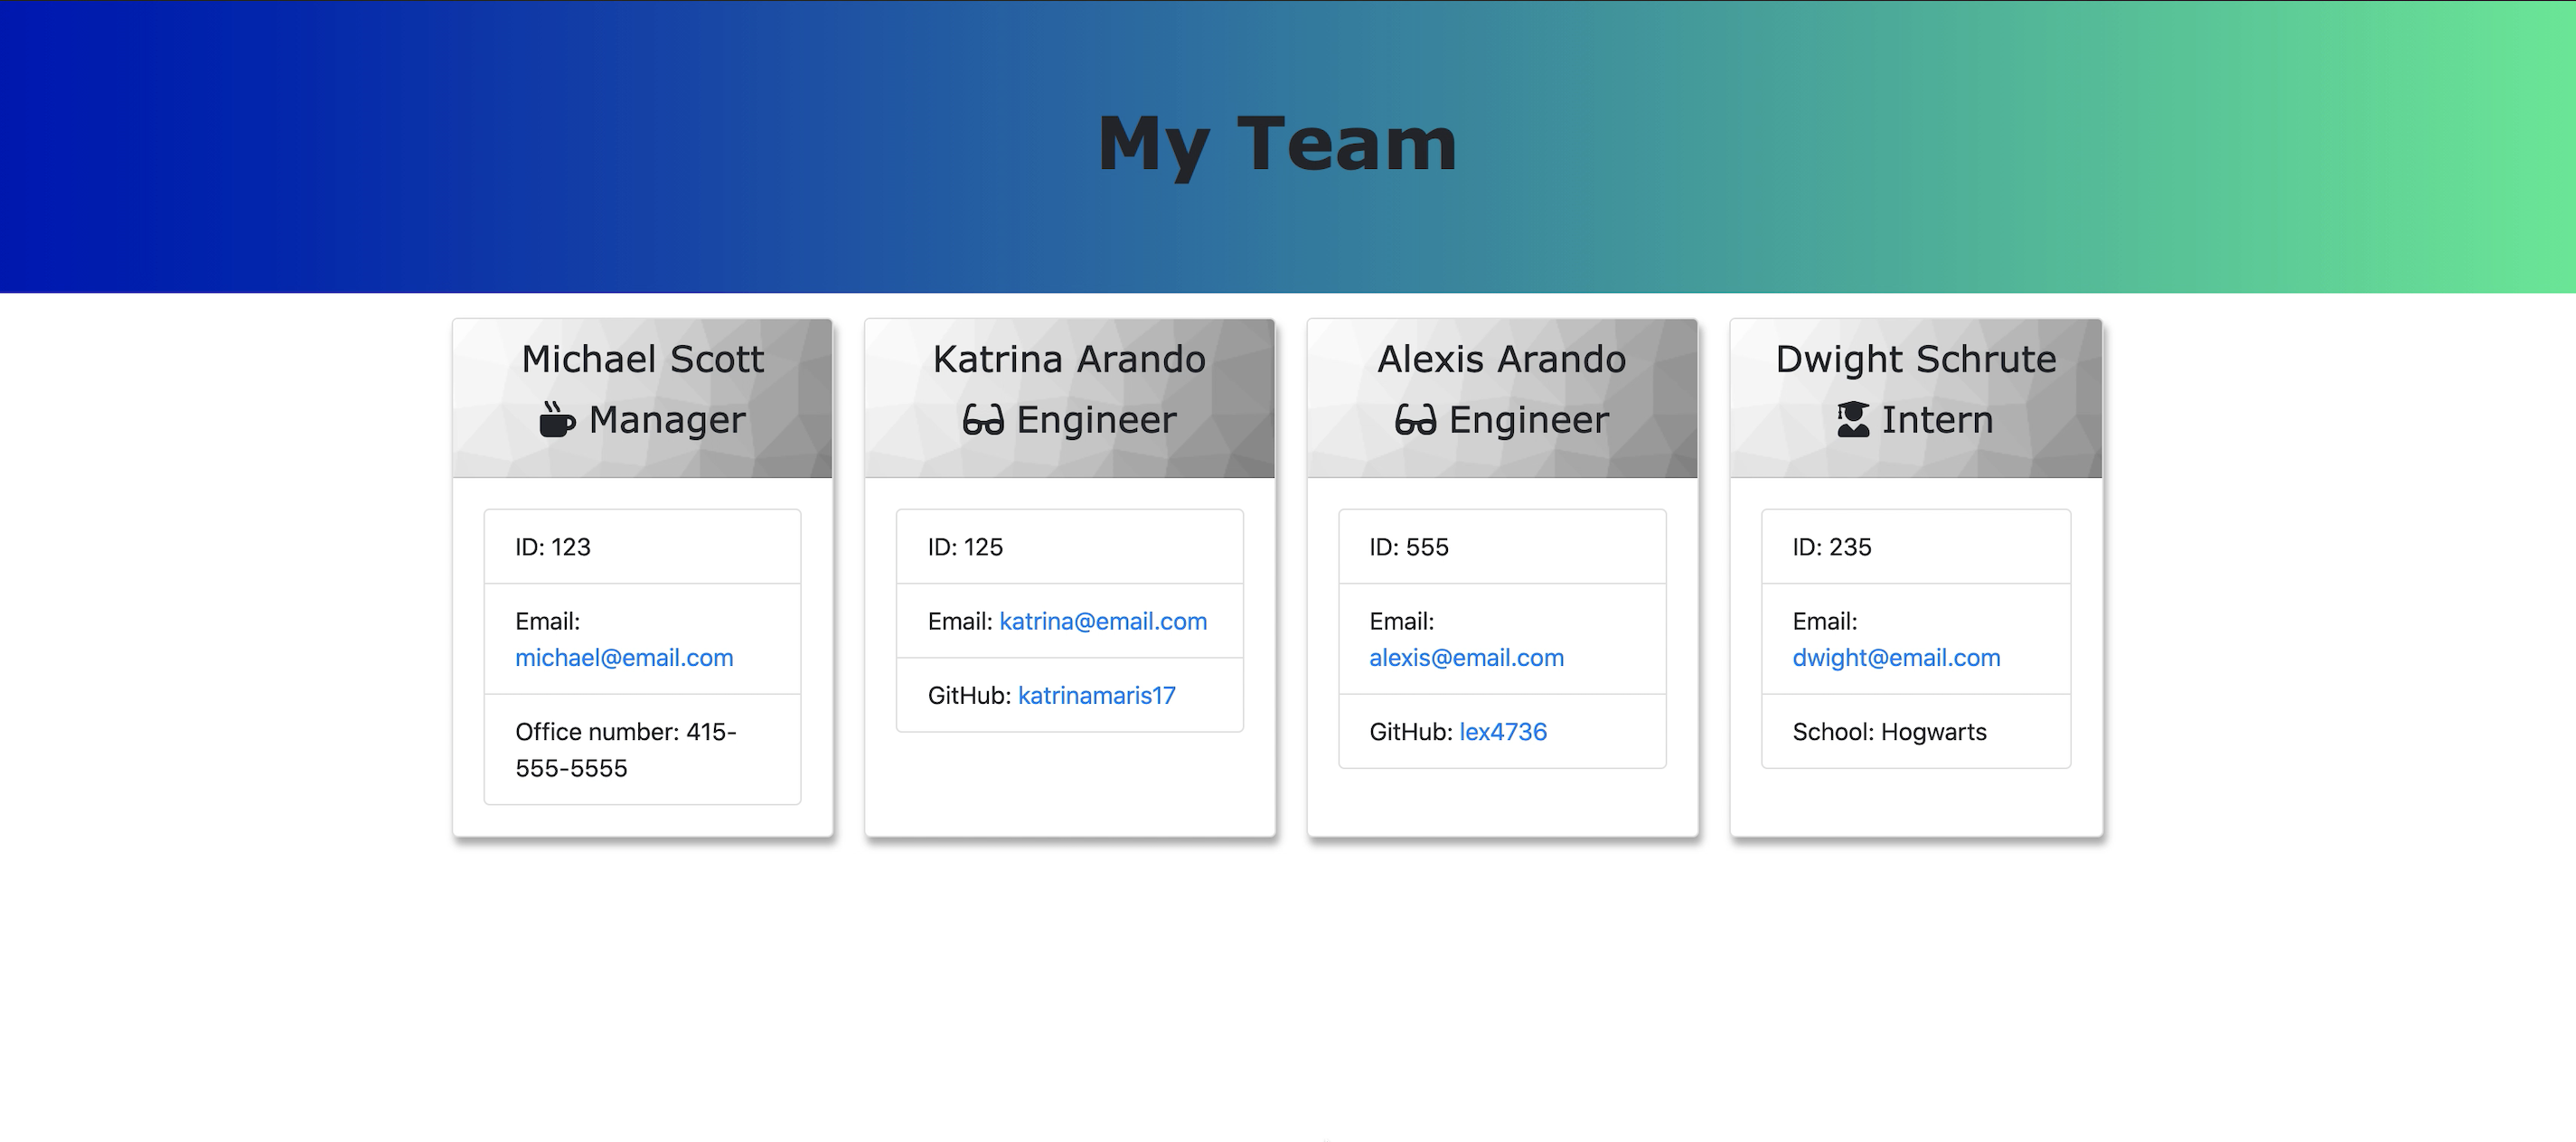 My Team
Michael Scott
Manager
ID: 123
Email:
michael@email.com
Office number: 415-
555-5555
Katrina Arando
Engineer
ID: 125
Email: katrina@email.com
GitHub: katrinamaris17
Alexis Arando
Engineer
ID: 555
Email:
alexis@email.com
GitHub: lex4736
Dwight Schrute
Intern
ID: 235
Email:
dwight@email.com
School: Hogwarts